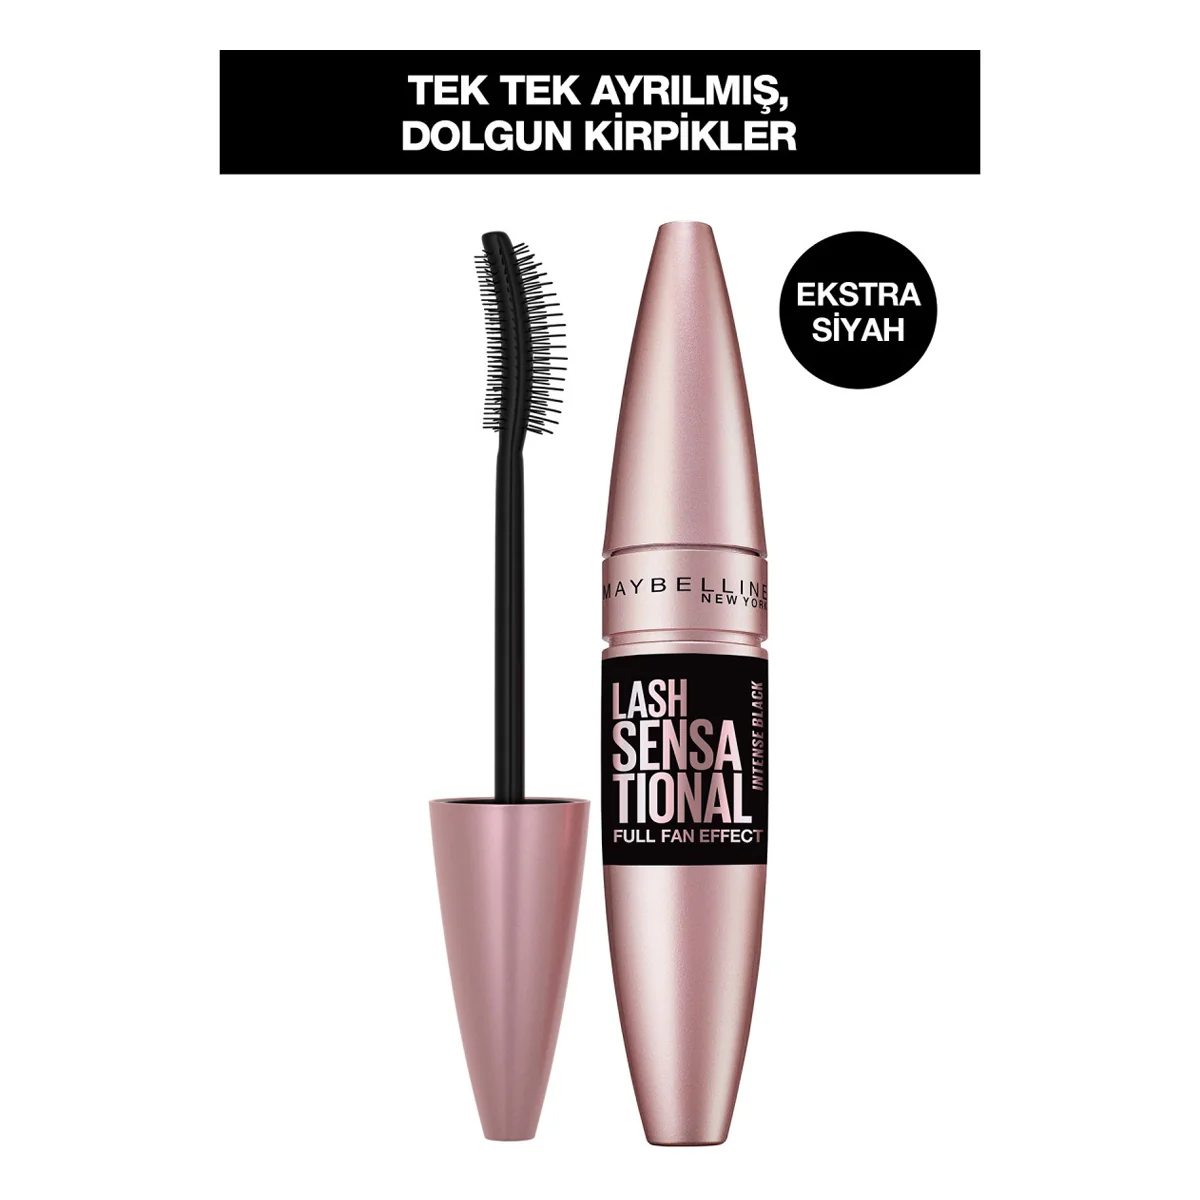 TEK TEK AYRILMIŞ,
DOLGUN KİRPİKLER
EKSTRA
SİYAH
MAYBELLINE
NEW YORK
LASH
SENSA
TIONAL
INTENSE BLACK
FULL FAN EFFECT